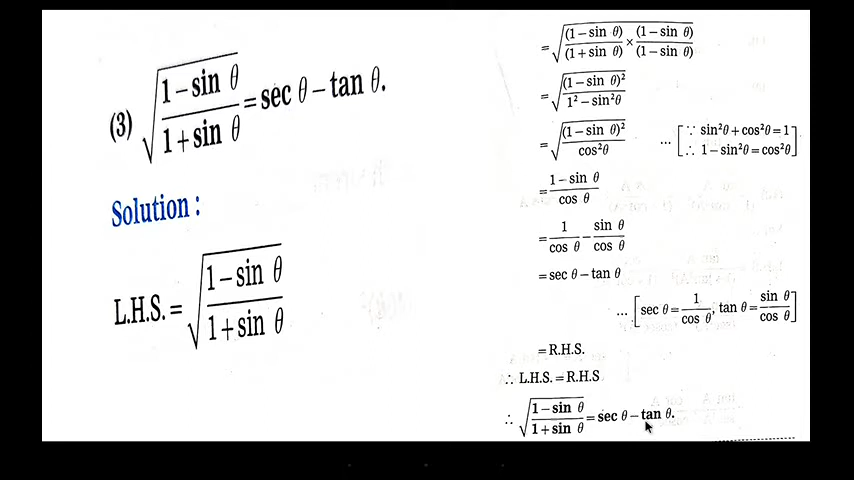 (3) √((1 − sin θ)/(1 + sin θ)) = sec θ − tan θ.
Solution :
L.H.S. = √((1 − sin θ)/(1 + sin θ))
= √((1 − sin θ)/(1 + sin θ) × (1 − sin θ)/(1 − sin θ))
= √((1 − sin θ)²/(1² − sin²θ))
= √((1 − sin θ)²/cos²θ) ... [∵ sin²θ + cos²θ = 1
∴ 1 − sin²θ = cos²θ]
= (1 − sin θ)/cos θ
= 1/cos θ − sin θ/cos θ
= sec θ − tan θ
... [sec θ = 1/cos θ, tan θ = sin θ/cos θ]
= R.H.S.
∴ L.H.S. = R.H.S
∴ √((1 − sin θ)/(1 + sin θ)) = sec θ − tan θ.